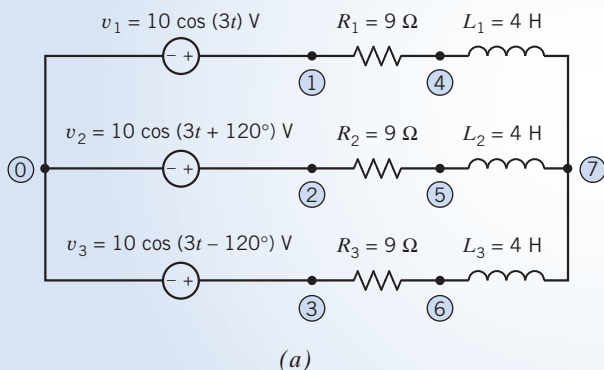 v₁ = 10 cos (3t) V R₁ = 9 Ω L₁ = 4 H
− +
1 4
v₂ = 10 cos (3t + 120°) V R₂ = 9 Ω L₂ = 4 H
0 − + 7
2 5
v₃ = 10 cos (3t – 120°) V R₃ = 9 Ω L₃ = 4 H
− +
3 6
(a)